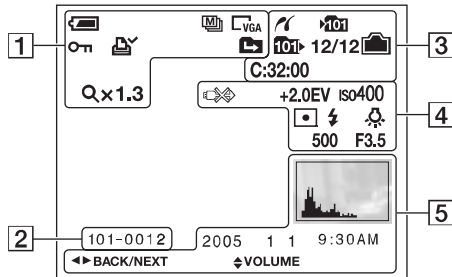 1
M VGA 101
101 12/12
3
C:32:00
×1.3
+2.0EV ISO400
4
500 F3.5
5
2
101-0012
2005 1 1 9:30AM
BACK/NEXT VOLUME